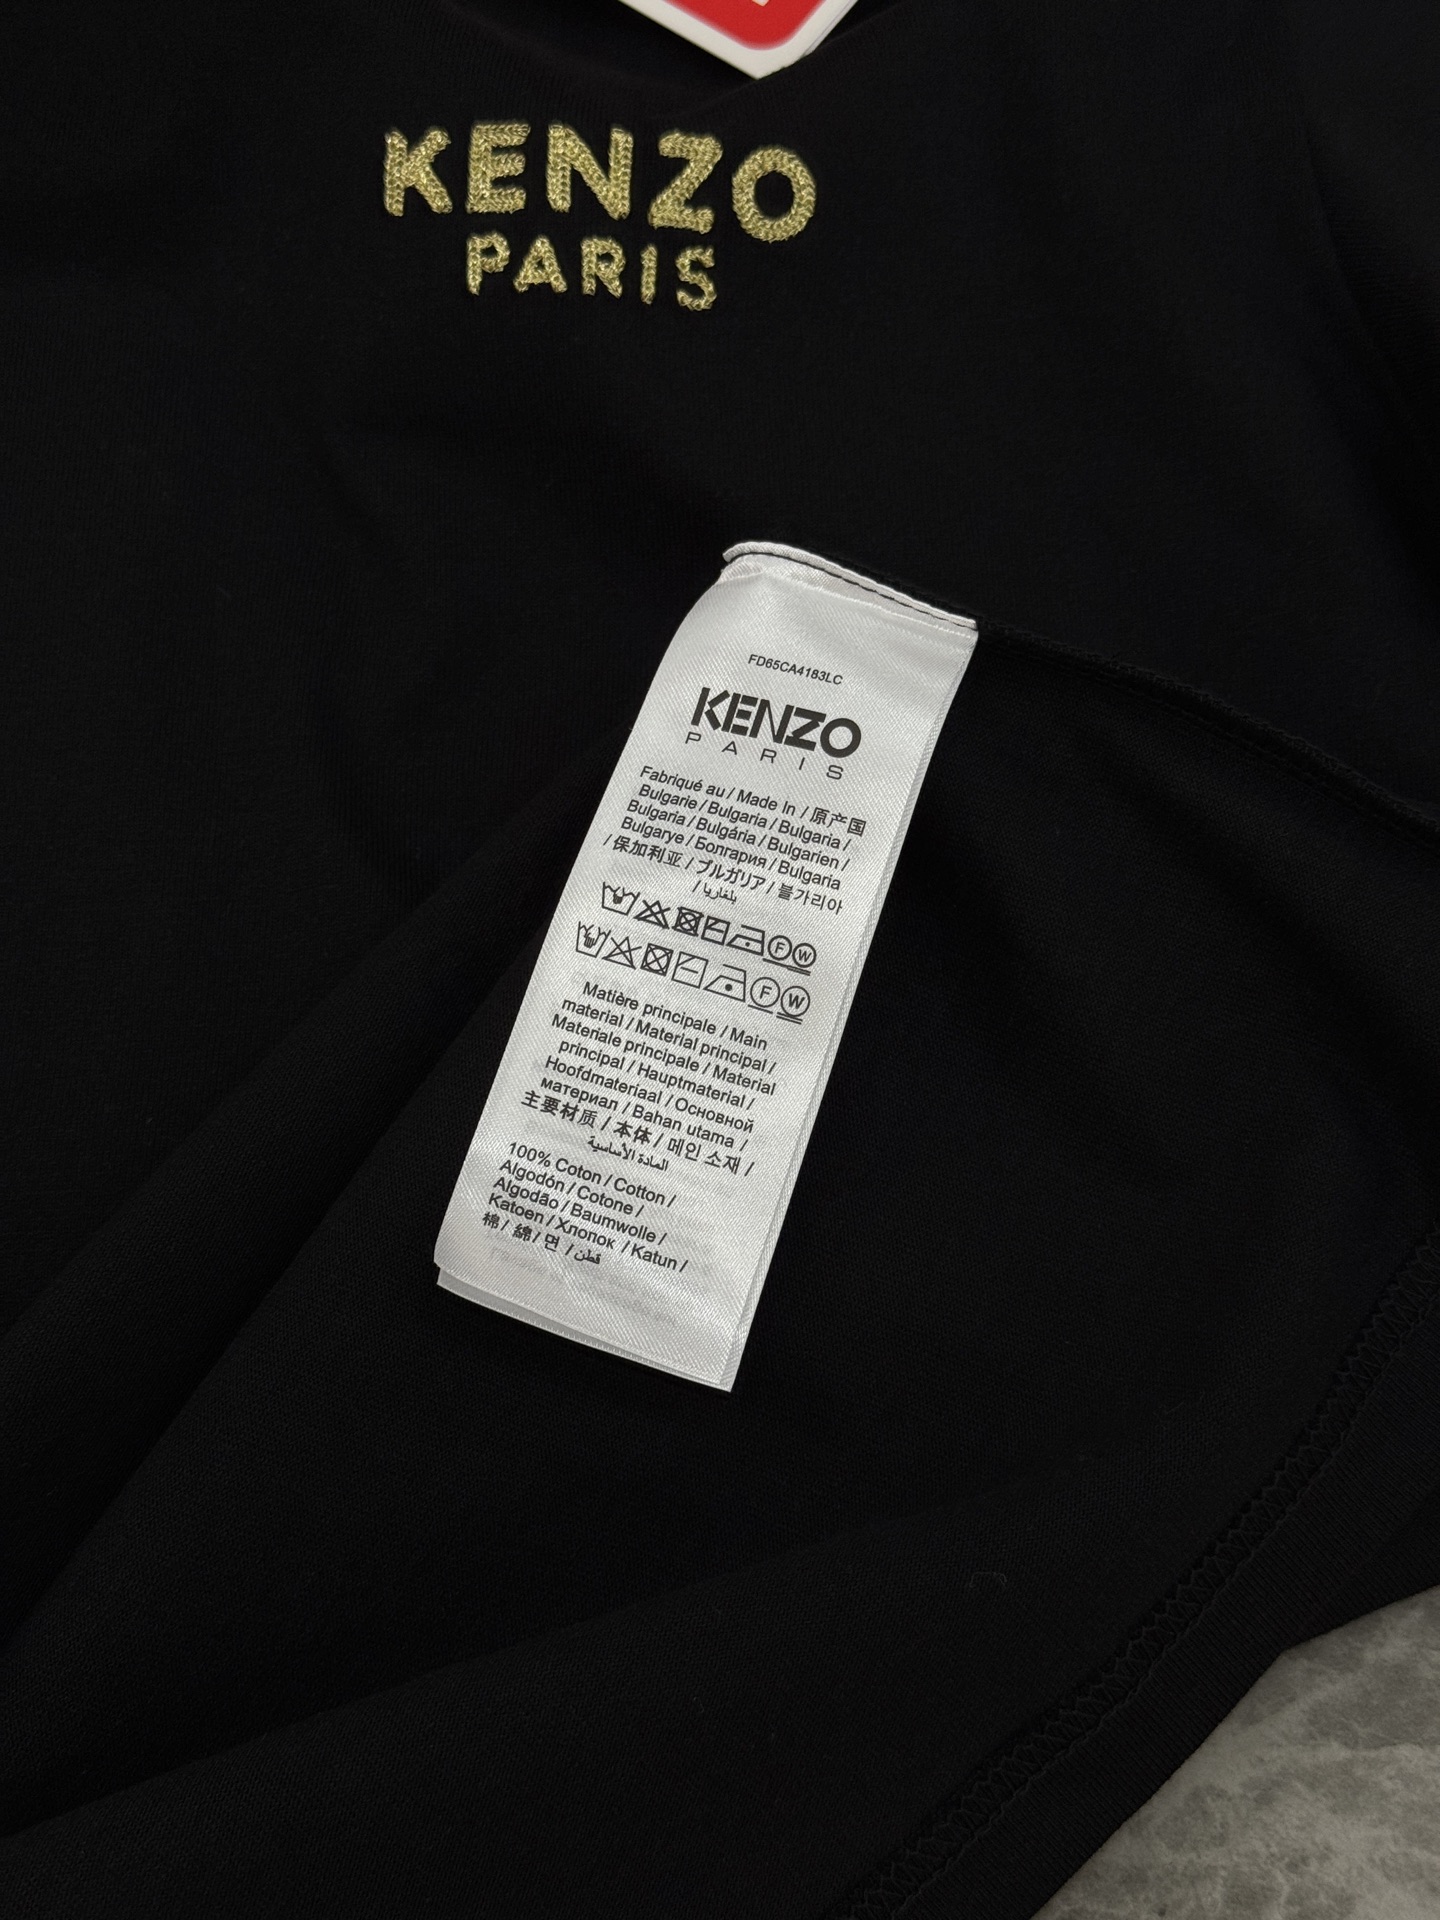 KENZO
PARIS
FD65CA4183LC
KENZO
PARIS
Fabriqué au / Made In / 原产国
Bulgarie / Bulgaria / Bulgaria /
Bulgaria / Bulgária / Bulgarien /
Bulgarye / Болгария / Bulgaria
/ 保加利亚 / ブルガリア / 불가리아
/ بلغاريا
F W
F W
Matière principale / Main
material / Material principal /
Materiale principale / Material
principal / Hauptmaterial /
Hoofdmateriaal / Основной
материал / Bahan utama /
主要材质 / 本体 / 메인 소재 /
المادة الأساسية
100% Coton / Cotton /
Algodón / Cotone /
Algodão / Baumwolle /
Katoen / Хлопок / Katun /
棉 / 綿 / 면 / قطن